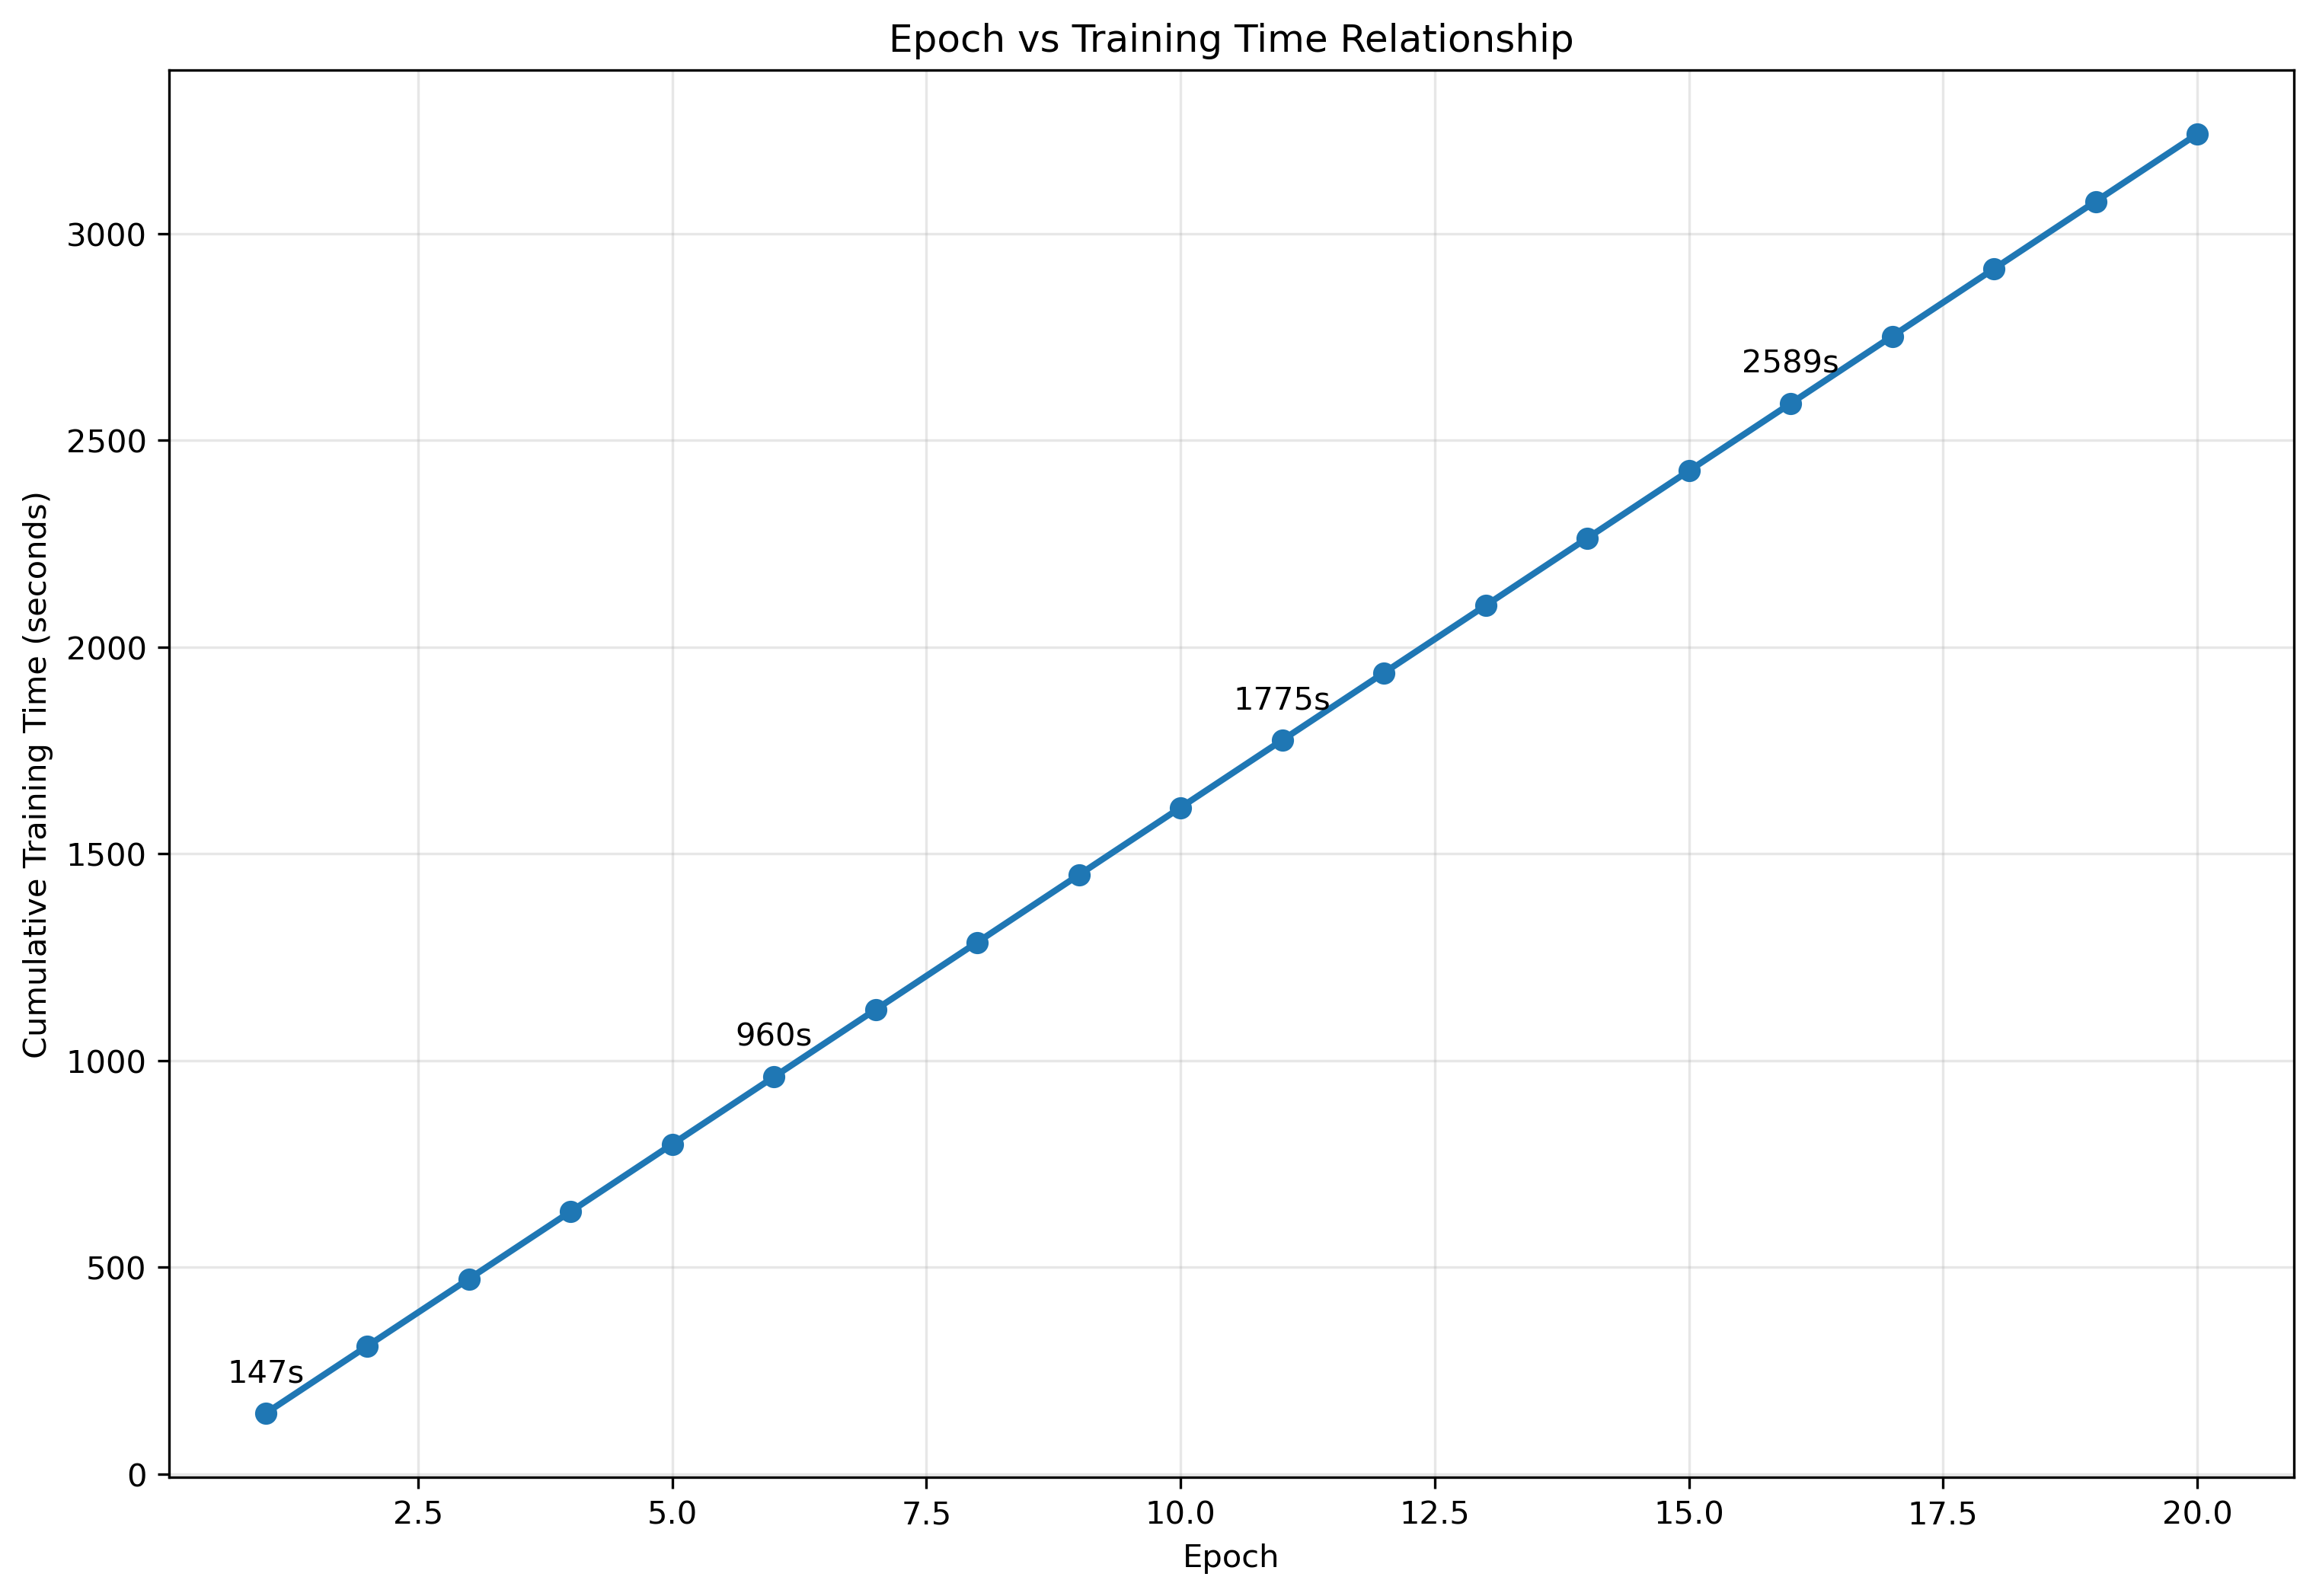 Epoch vs Training Time Relationship
Cumulative Training Time (seconds)
3000
2500
2000
1500
1000
500
0
2589s
1775s
960s
147s
2.5 5.0 7.5 10.0 12.5 15.0 17.5 20.0
Epoch